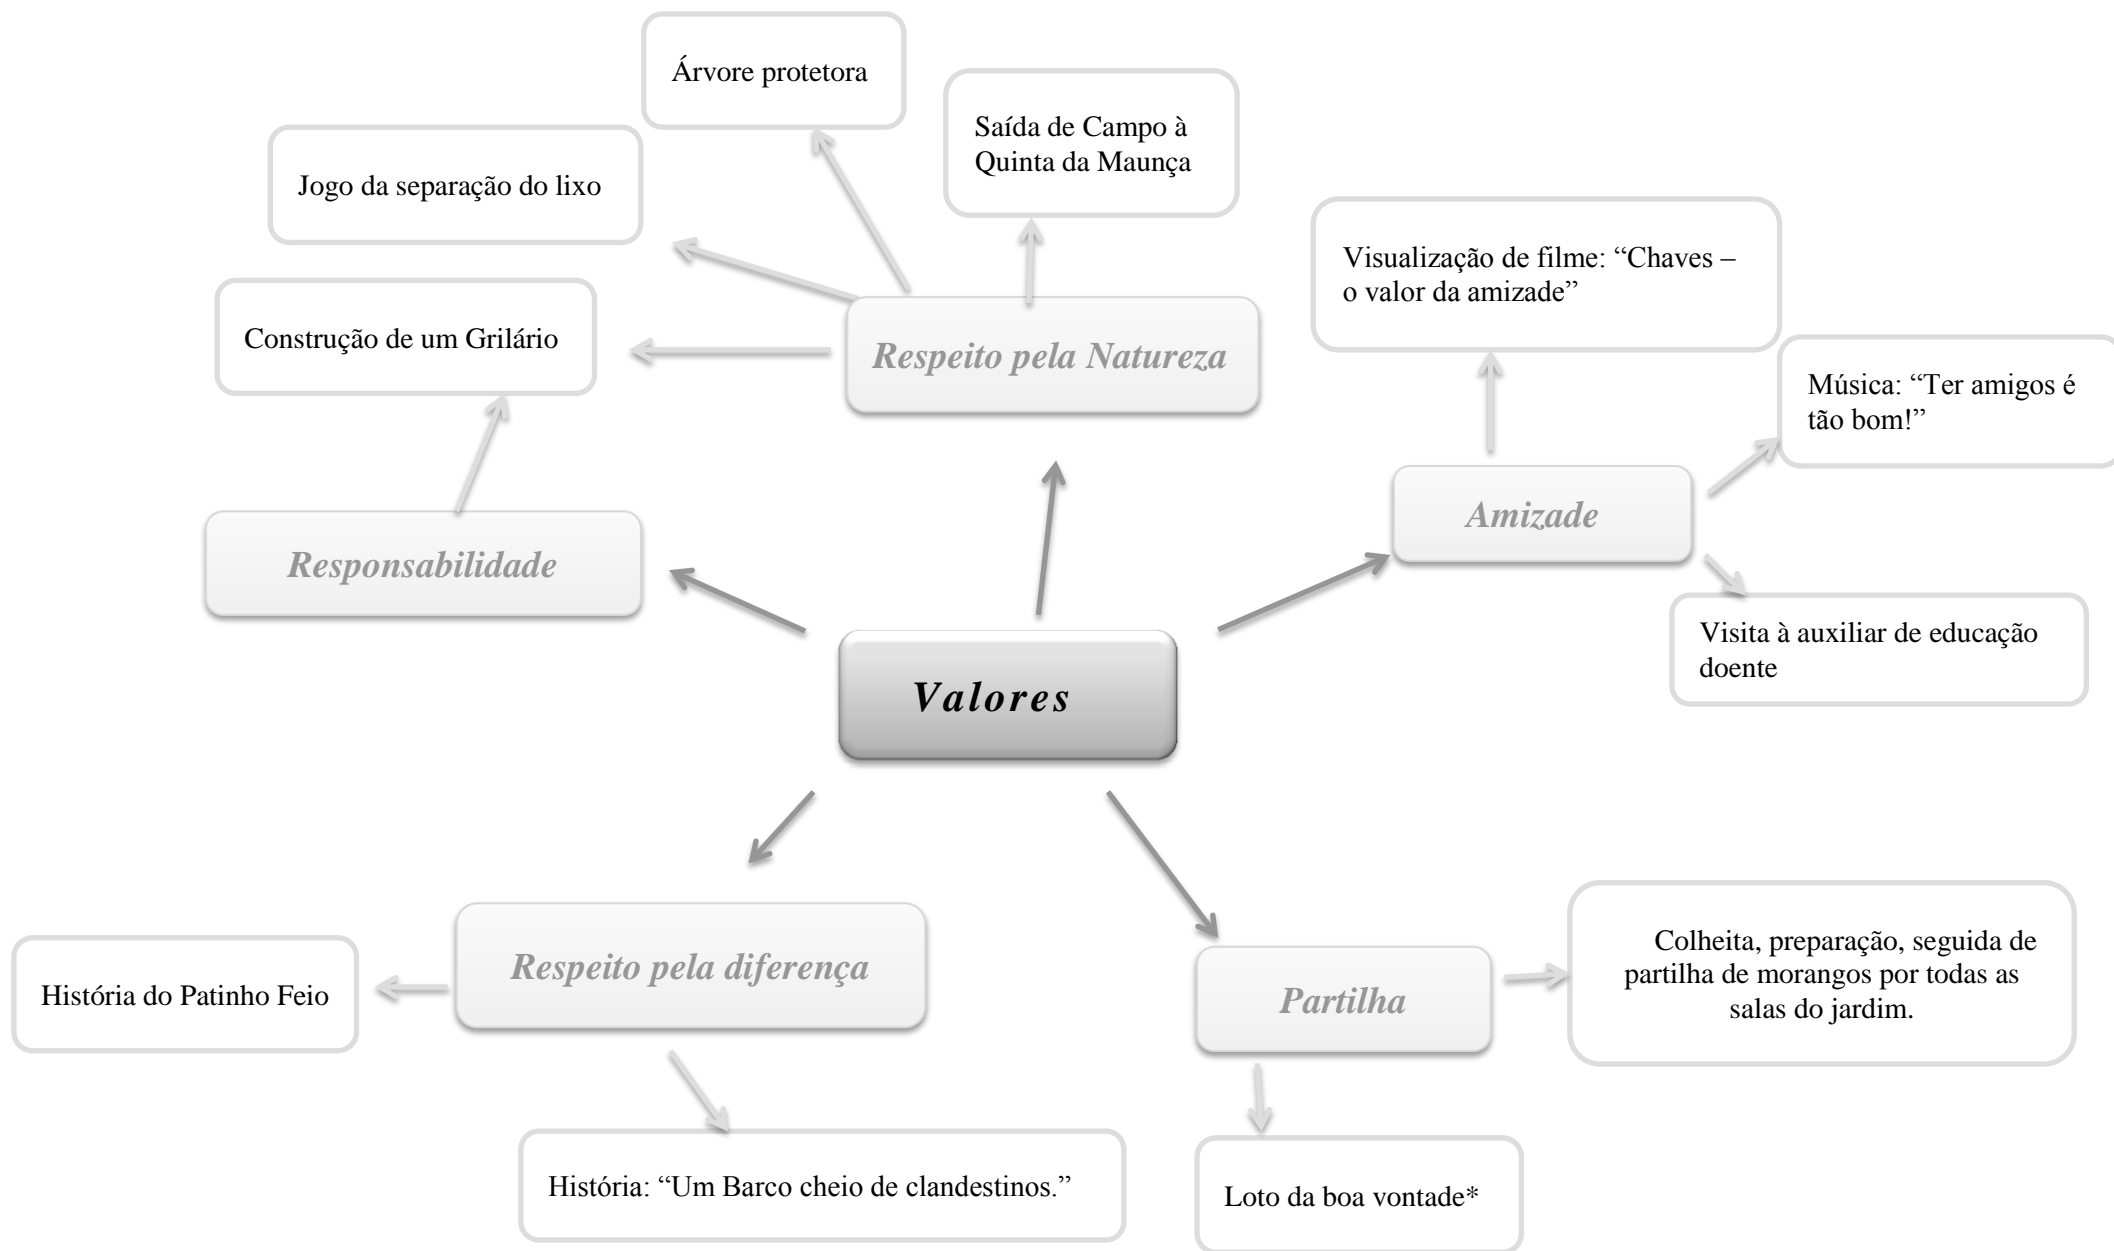 Árvore protetora
Saída de Campo à
Quinta da Maunça
Jogo da separação do lixo
Visualização de filme: “Chaves –
o valor da amizade”
Construção de um Grilário
Respeito pela Natureza
Música: “Ter amigos é
tão bom!”
Amizade
Responsabilidade
Visita à auxiliar de educação
doente
Valores
Colheita, preparação, seguida de
partilha de morangos por todas as
salas do jardim.
Respeito pela diferença
História do Patinho Feio
Partilha
História: “Um Barco cheio de clandestinos.”
Loto da boa vontade*